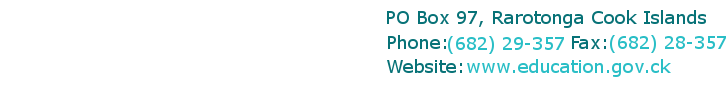 PO Box 97, Rarotonga Cook Islands
Phone:(682) 29-357 Fax:(682) 28-357
Website:www.education.gov.ck